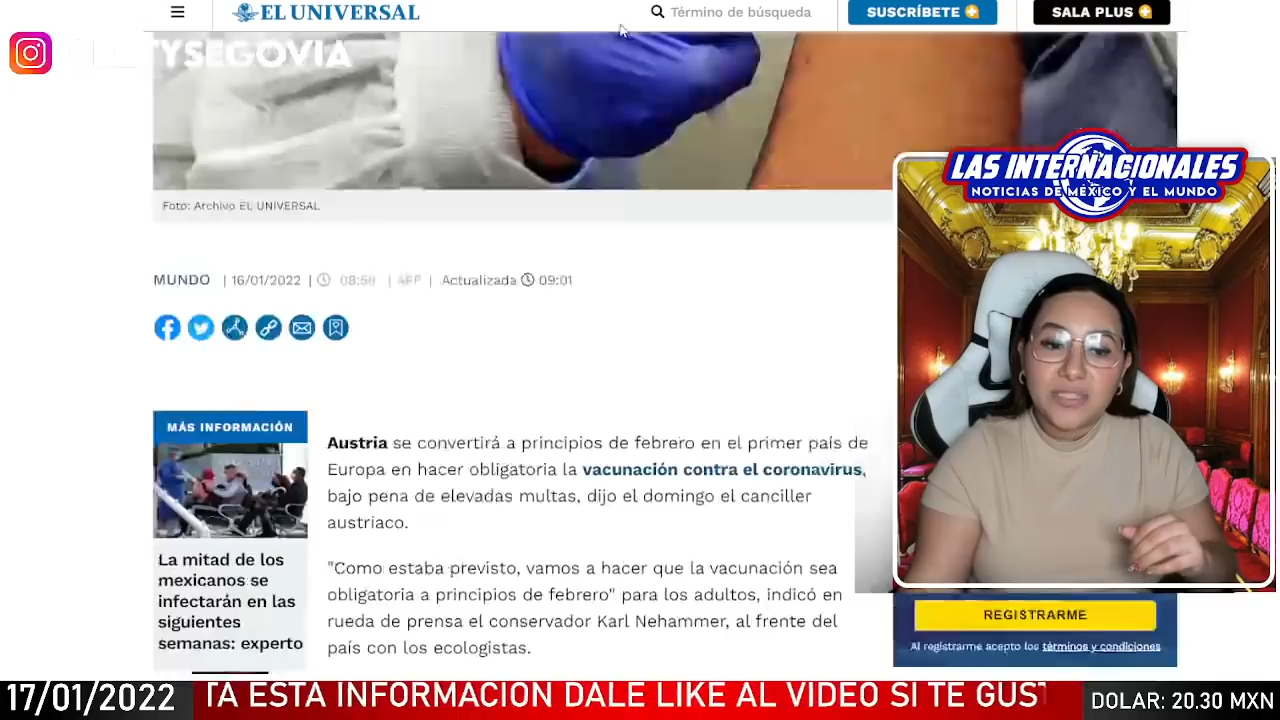 EL UNIVERSAL
Término de búsqueda
SUSCRÍBETE
SALA PLUS
TYSEGOVIA
LAS INTERNACIONALES
NOTICIAS DE MÉXICO Y EL MUNDO
Foto: Archivo EL UNIVERSAL
MUNDO | 16/01/2022 | 08:58 | AFP | Actualizada 09:01
MÁS INFORMACIÓN
La mitad de los
mexicanos se
infectarán en las
siguientes
semanas: experto
Austria se convertirá a principios de febrero en el primer país de
Europa en hacer obligatoria la vacunación contra el coronavirus,
bajo pena de elevadas multas, dijo el domingo el canciller
austriaco.
"Como estaba previsto, vamos a hacer que la vacunación sea
obligatoria a principios de febrero" para los adultos, indicó en
rueda de prensa el conservador Karl Nehammer, al frente del
país con los ecologistas.
REGISTRARME
Al registrarme acepto los términos y condiciones
17/01/2022
TA ESTA INFORMACION DALE LIKE AL VIDEO SI TE GUST
DOLAR: 20.30 MXN